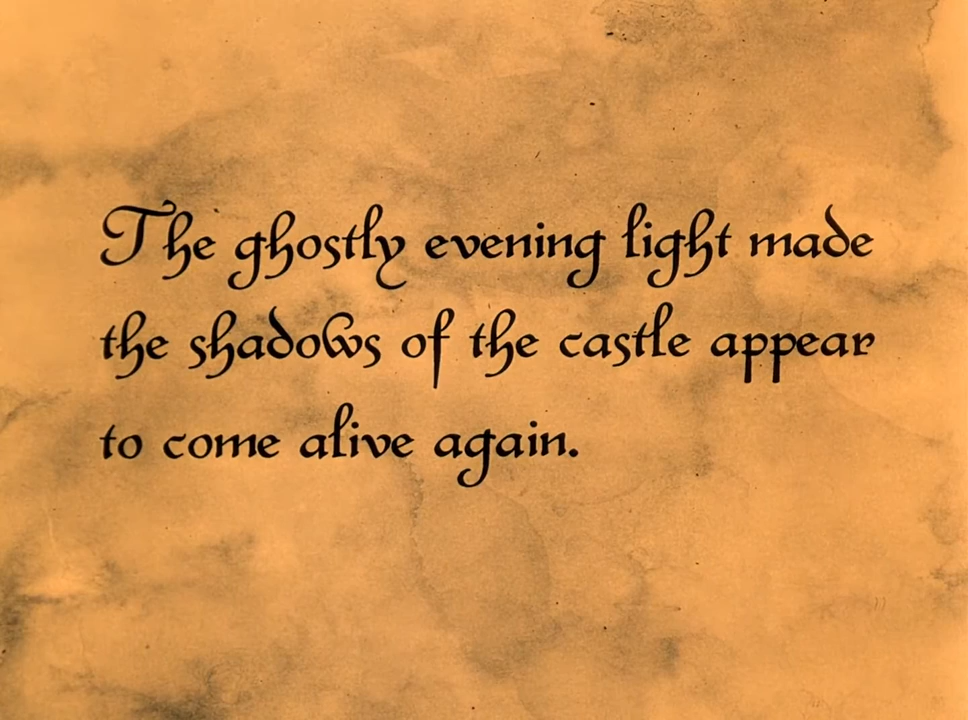 The ghostly evening light made
the shadows of the castle appear
to come alive again.